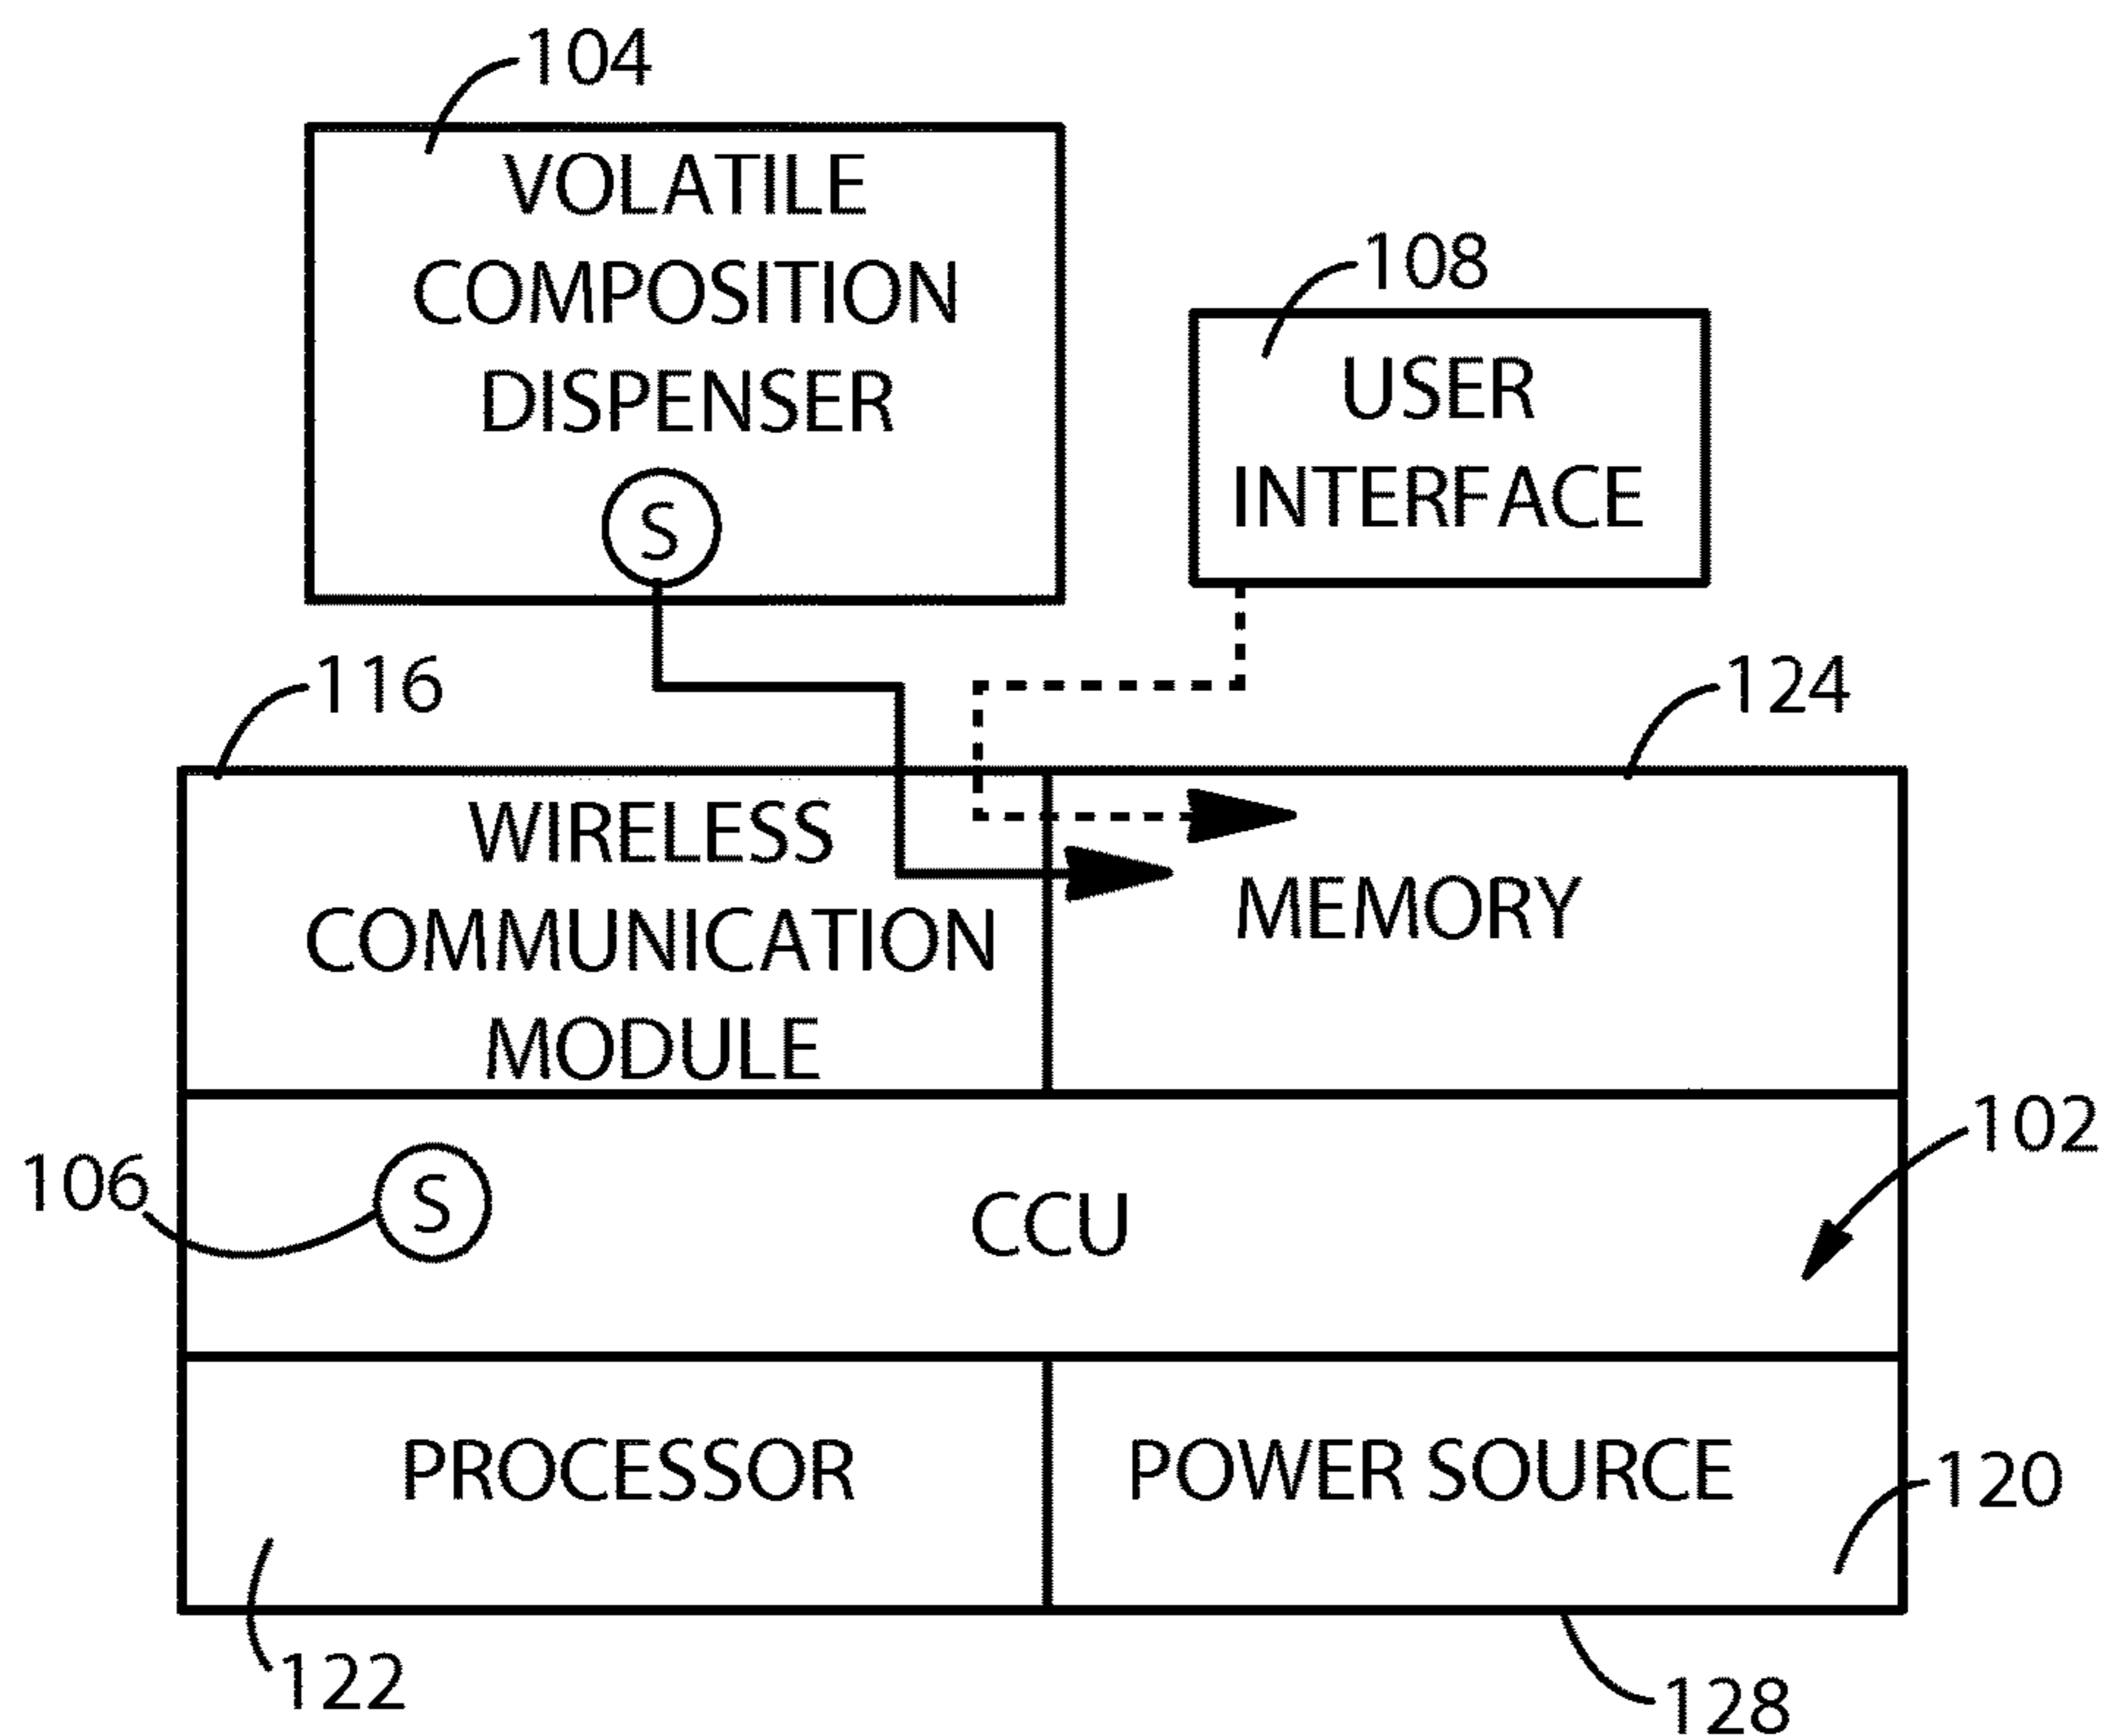 104
VOLATILE
COMPOSITION
DISPENSER
S
108
USER
INTERFACE
116
124
WIRELESS
COMMUNICATION
MODULE
MEMORY
102
106
S
CCU
PROCESSOR
POWER SOURCE
120
122
128